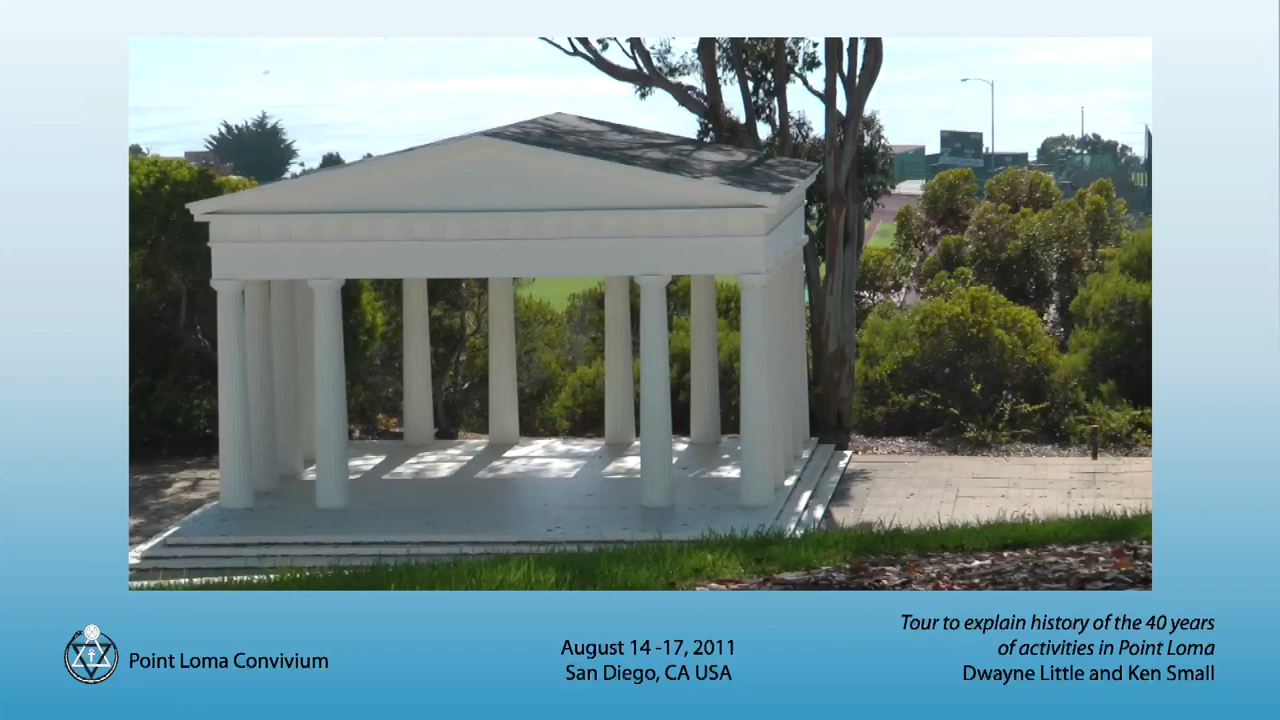 Point Loma Convivium
August 14 -17, 2011
San Diego, CA USA
Tour to explain history of the 40 years
of activities in Point Loma
Dwayne Little and Ken Small